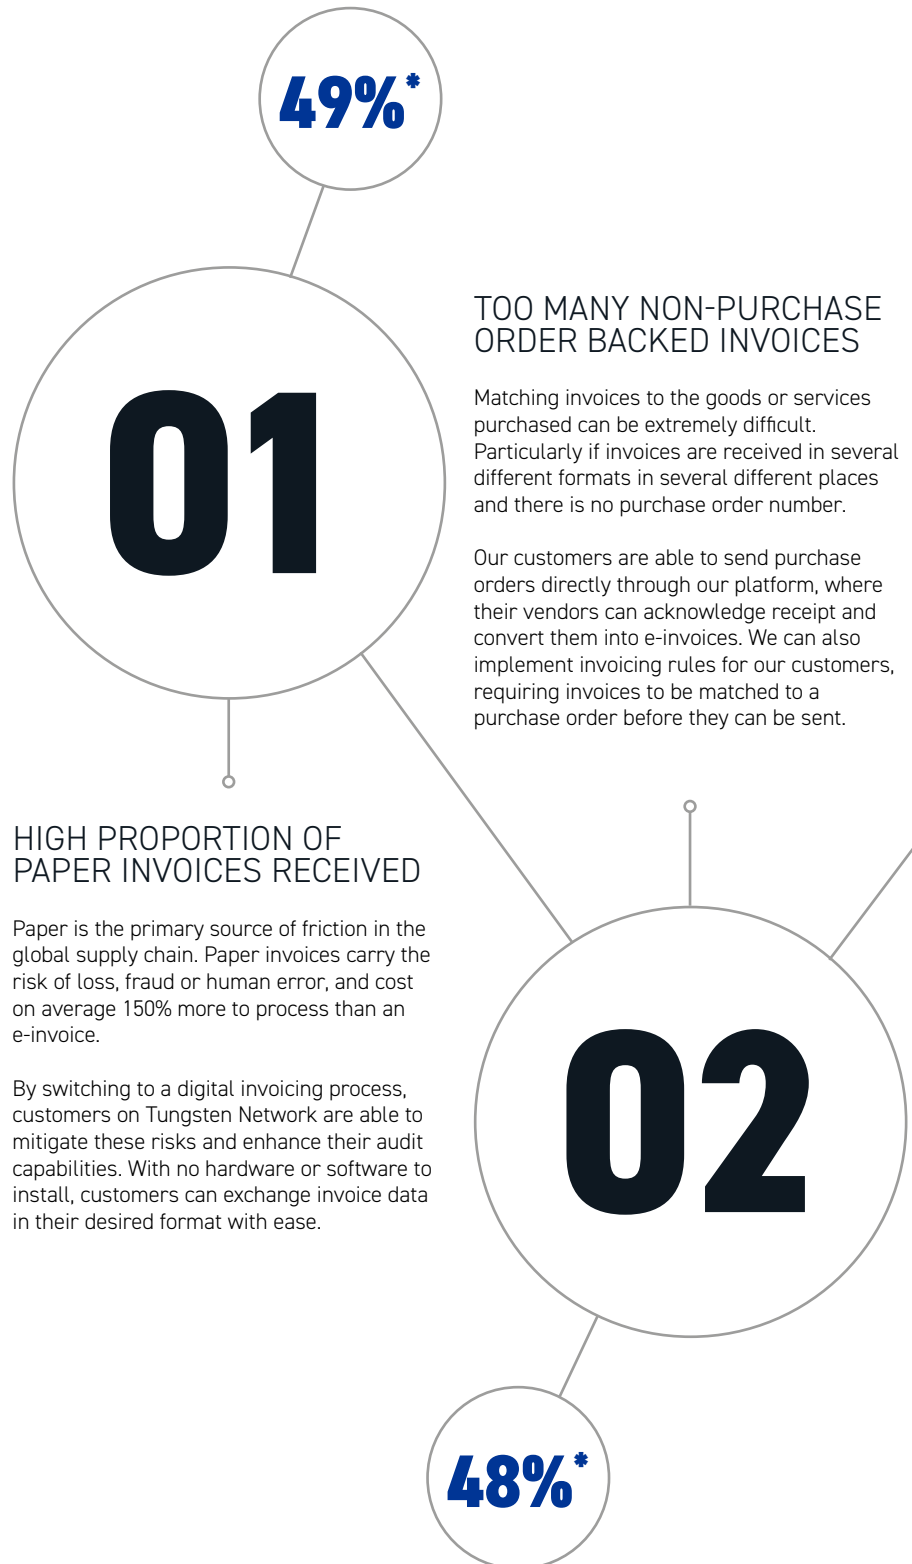 49%*
01
HIGH PROPORTION OF
PAPER INVOICES RECEIVED
Paper is the primary source of friction in the
global supply chain. Paper invoices carry the
risk of loss, fraud or human error, and cost
on average 150% more to process than an
e-invoice.
By switching to a digital invoicing process,
customers on Tungsten Network are able to
mitigate these risks and enhance their audit
capabilities. With no hardware or software to
install, customers can exchange invoice data
in their desired format with ease.
TOO MANY NON-PURCHASE
ORDER BACKED INVOICES
Matching invoices to the goods or services
purchased can be extremely difficult.
Particularly if invoices are received in several
different formats in several different places
and there is no purchase order number.
Our customers are able to send purchase
orders directly through our platform, where
their vendors can acknowledge receipt and
convert them into e-invoices. We can also
implement invoicing rules for our customers,
requiring invoices to be matched to a
purchase order before they can be sent.
02
48%*